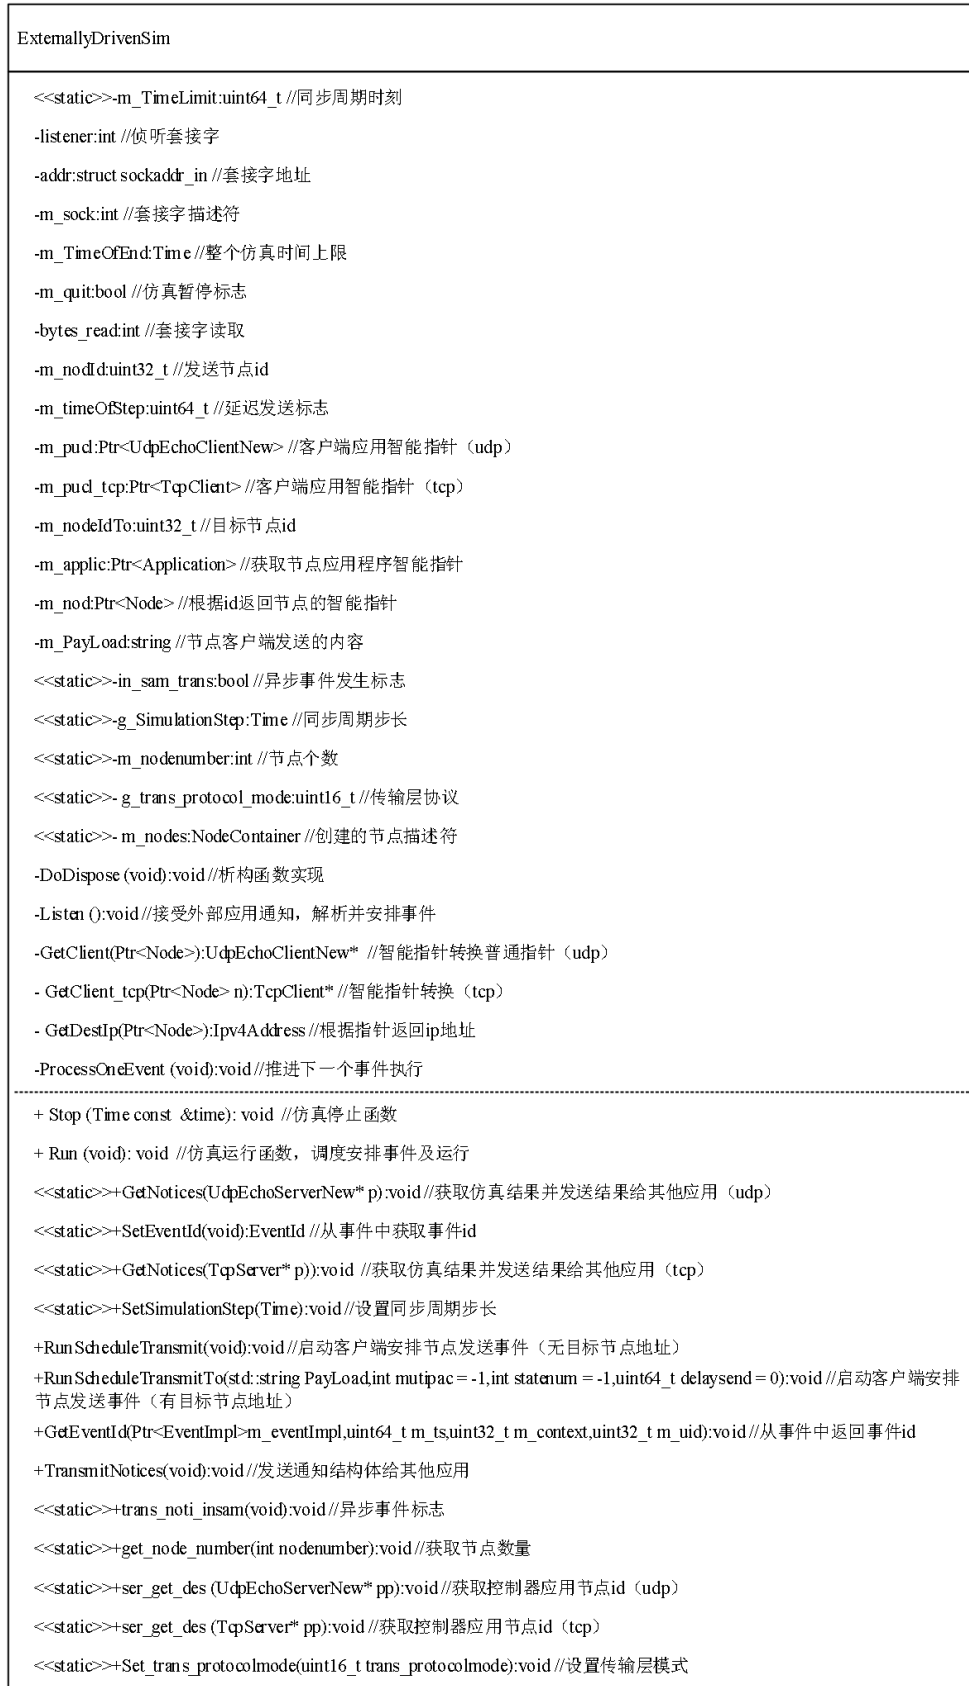 ExternallyDrivenSim
<<static>>-m_TimeLimit:uint64_t //同步周期时刻
-listener:int //侦听套接字
-addr:struct sockaddr_in //套接字地址
-m_sock:int //套接字描述符
-m_TimeOfEnd:Time //整个仿真时间上限
-m_quit:bool //仿真暂停标志
-bytes_read:int //套接字读取
-m_nodId:uint32_t //发送节点id
-m_timeOfStep:uint64_t //延迟发送标志
-m_pucl:Ptr<UdpEchoClientNew> //客户端应用智能指针（udp）
-m_pucl_tcp:Ptr<TcpClient> //客户端应用智能指针（tcp）
-m_nodeIdTo:uint32_t //目标节点id
-m_applic:Ptr<Application> //获取节点应用程序智能指针
-m_nod:Ptr<Node> //根据id返回节点的智能指针
-m_PayLoad:string //节点客户端发送的内容
<<static>>-in_sam_trans:bool //异步事件发生标志
<<static>>-g_SimulationStep:Time //同步周期步长
<<static>>-m_nodenumber:int //节点个数
<<static>>- g_trans_protocol_mode:uint16_t //传输层协议
<<static>>- m_nodes:NodeContainer //创建的节点描述符
-DoDispose (void):void //析构函数实现
-Listen ():void //接受外部应用通知，解析并安排事件
-GetClient(Ptr<Node>):UdpEchoClientNew* //智能指针转换普通指针（udp）
- GetClient_tcp(Ptr<Node> n):TcpClient* //智能指针转换（tcp）
- GetDestIp(Ptr<Node>):Ipv4Address //根据指针返回ip地址
-ProcessOneEvent (void):void //推进下一个事件执行
+ Stop (Time const &time): void //仿真停止函数
+ Run (void): void //仿真运行函数，调度安排事件及运行
<<static>>+GetNotices(UdpEchoServerNew* p):void //获取仿真结果并发送结果给其他应用（udp）
<<static>>+SetEventId(void):EventId //从事件中获取事件id
<<static>>+GetNotices(TcpServer* p)):void //获取仿真结果并发送结果给其他应用（tcp）
<<static>>+SetSimulationStep(Time):void //设置同步周期步长
+RunScheduleTransmit(void):void //启动客户端安排节点发送事件（无目标节点地址）
+RunScheduleTransmitTo(std::string PayLoad,int mutipac = -1,int statenum = -1,uint64_t delaysend = 0):void //启动客户端安排
节点发送事件（有目标节点地址）
+GetEventId(Ptr<EventImpl>m_eventImpl,uint64_t m_ts,uint32_t m_context,uint32_t m_uid):void //从事件中返回事件id
+TransmitNotices(void):void //发送通知结构体给其他应用
<<static>>+trans_noti_insam(void):void //异步事件标志
<<static>>+get_node_number(int nodenumber):void //获取节点数量
<<static>>+ser_get_des (UdpEchoServerNew* pp):void //获取控制器应用节点id（udp）
<<static>>+ser_get_des (TcpServer* pp):void //获取控制器应用节点id（tcp）
<<static>>+Set_trans_protocolmode(uint16_t trans_protocolmode):void //设置传输层模式